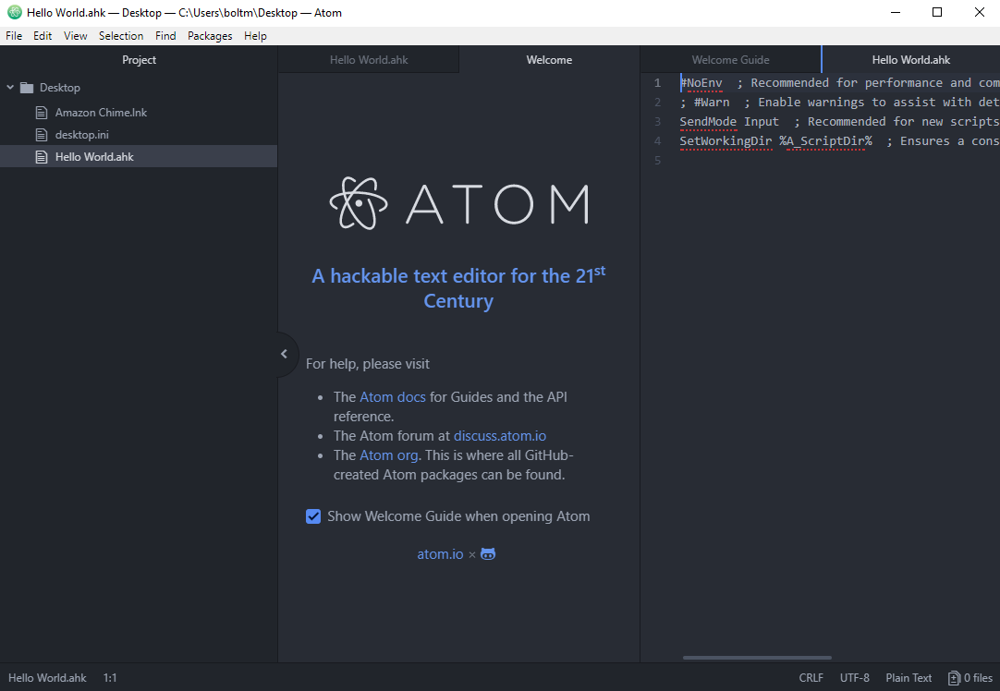 Hello World.ahk — Desktop — C:\Users\boltm\Desktop — Atom
File Edit View Selection Find Packages Help
Project
Desktop
Amazon Chime.lnk
desktop.ini
Hello World.ahk
Hello World.ahk
Welcome
ATOM
A hackable text editor for the 21st
Century
For help, please visit
• The Atom docs for Guides and the API
reference.
• The Atom forum at discuss.atom.io
• The Atom org. This is where all GitHub-
created Atom packages can be found.
Show Welcome Guide when opening Atom
atom.io ×
Welcome Guide
Hello World.ahk
1 #NoEnv  ; Recommended for performance and com
2 ; #Warn  ; Enable warnings to assist with det
3 SendMode Input  ; Recommended for new scripts
4 SetWorkingDir %A_ScriptDir%  ; Ensures a cons
5
Hello World.ahk 1:1
CRLF UTF-8 Plain Text 0 files